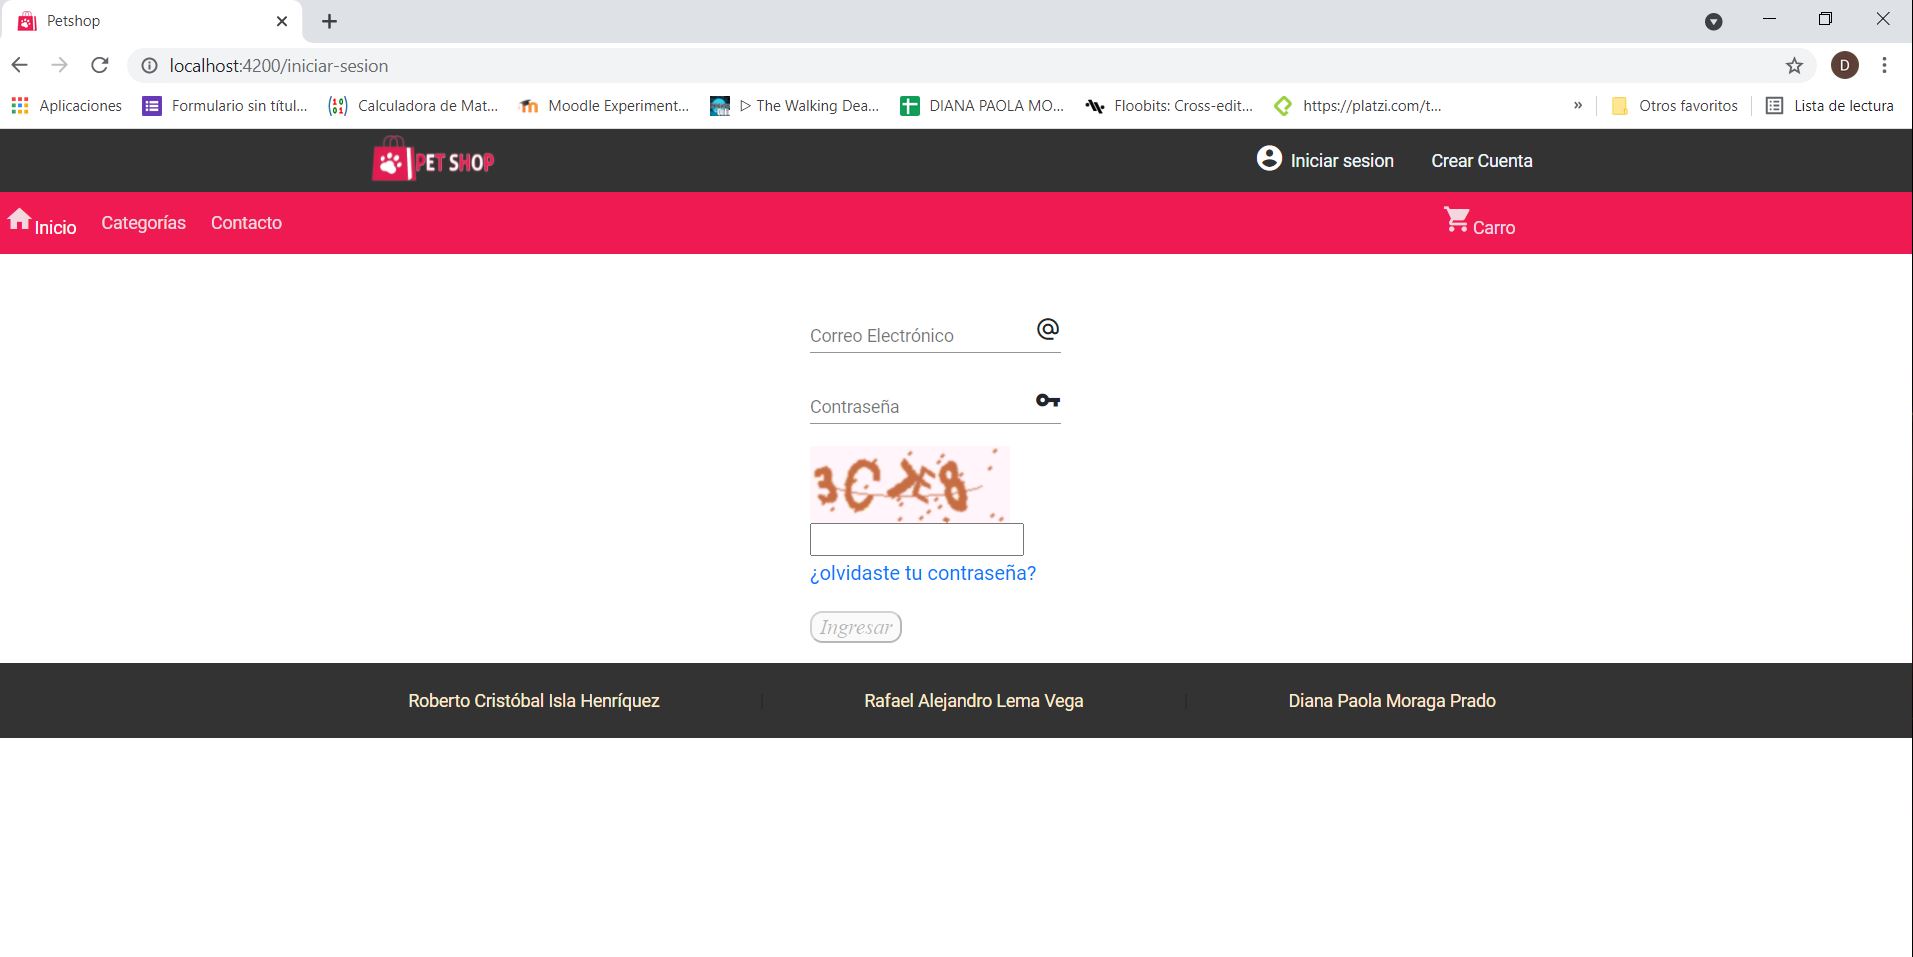 Petshop
localhost:4200/iniciar-sesion
D
Aplicaciones
Formulario sin títul...
Calculadora de Mat...
Moodle Experiment...
▷ The Walking Dea...
DIANA PAOLA MO...
Floobits: Cross-edit...
https://platzi.com/t...
»
Otros favoritos
Lista de lectura
PET SHOP
Iniciar sesion
Crear Cuenta
Inicio
Categorías
Contacto
Carro
Correo Electrónico
Contraseña
¿olvidaste tu contraseña?
Ingresar
Roberto Cristóbal Isla Henríquez
Rafael Alejandro Lema Vega
Diana Paola Moraga Prado